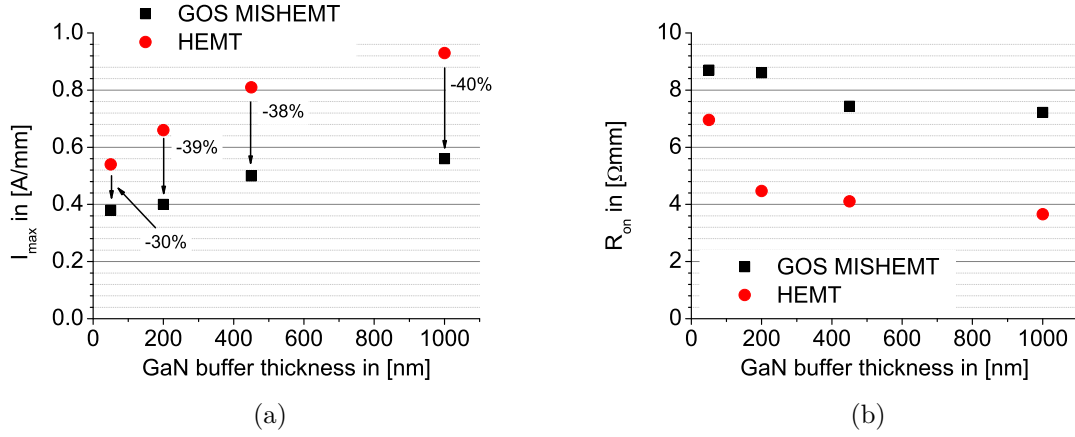 GOS MISHEMT
HEMT
1.0
0.8
0.6
0.4
0.2
0.0
-30%
-39%
-38%
-40%
I_max in [A/mm]
0 200 400 600 800 1000
GaN buffer thickness in [nm]
(a)
10
8
6
4
2
0
R_on in [Ωmm]
GOS MISHEMT
HEMT
0 200 400 600 800 1000
GaN buffer thickness in [nm]
(b)